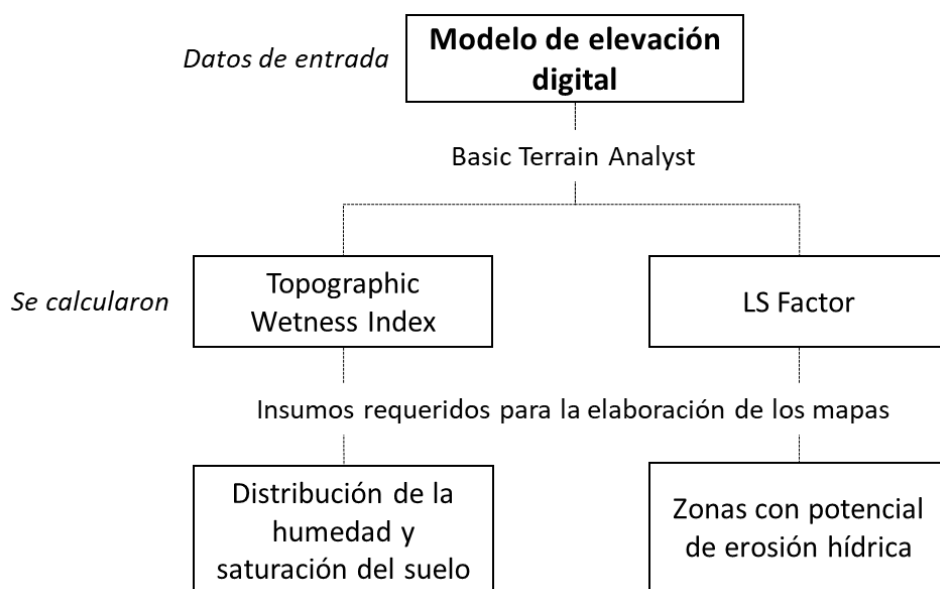 Datos de entrada
Modelo de elevación
digital
Basic Terrain Analyst
Se calcularon
Topographic
Wetness Index
LS Factor
Insumos requeridos para la elaboración de los mapas
Distribución de la
humedad y
saturación del suelo
Zonas con potencial
de erosión hídrica